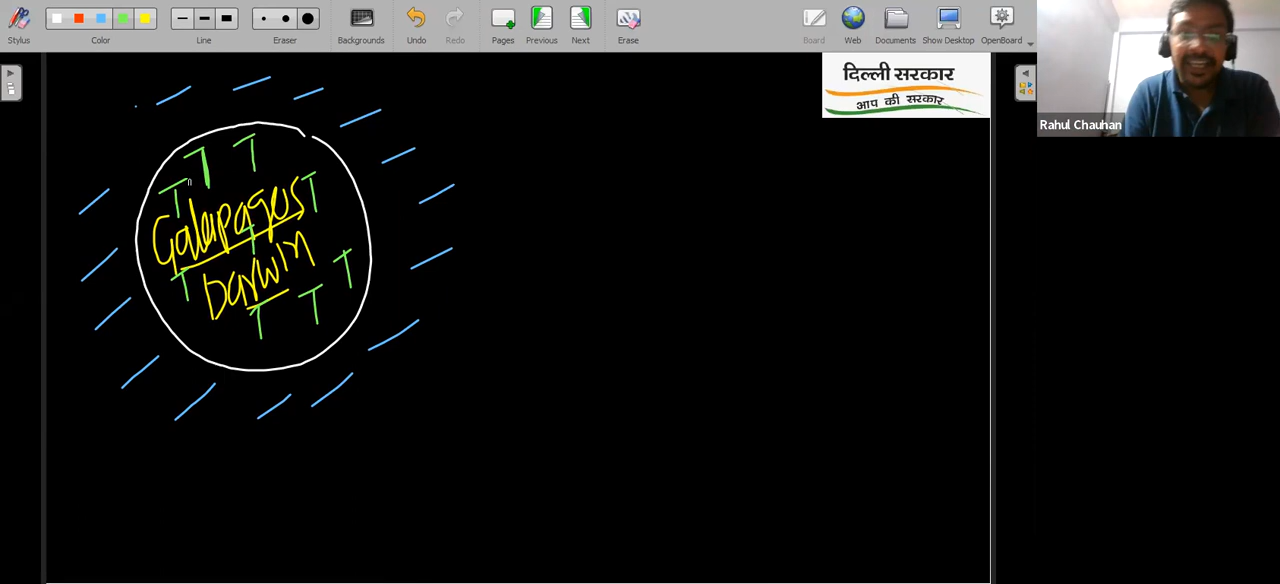 Stylus
Color
Line
Eraser
Backgrounds
Undo
Redo
Pages
Previous
Next
Erase
Board
Web
Documents
Show Desktop
OpenBoard
दिल्ली सरकार
आप की सरकार
Rahul Chauhan
T T
T T
Galapagus
T
Darwin
T T
T T